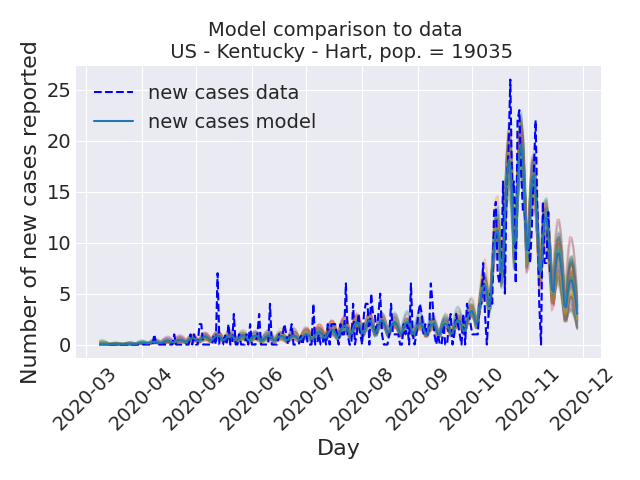 Model comparison to data
US - Kentucky - Hart, pop. = 19035
Number of new cases reported
25
20
15
10
5
0
new cases data
new cases model
2020-03
2020-04
2020-05
2020-06
2020-07
2020-08
2020-09
2020-10
2020-11
2020-12
Day